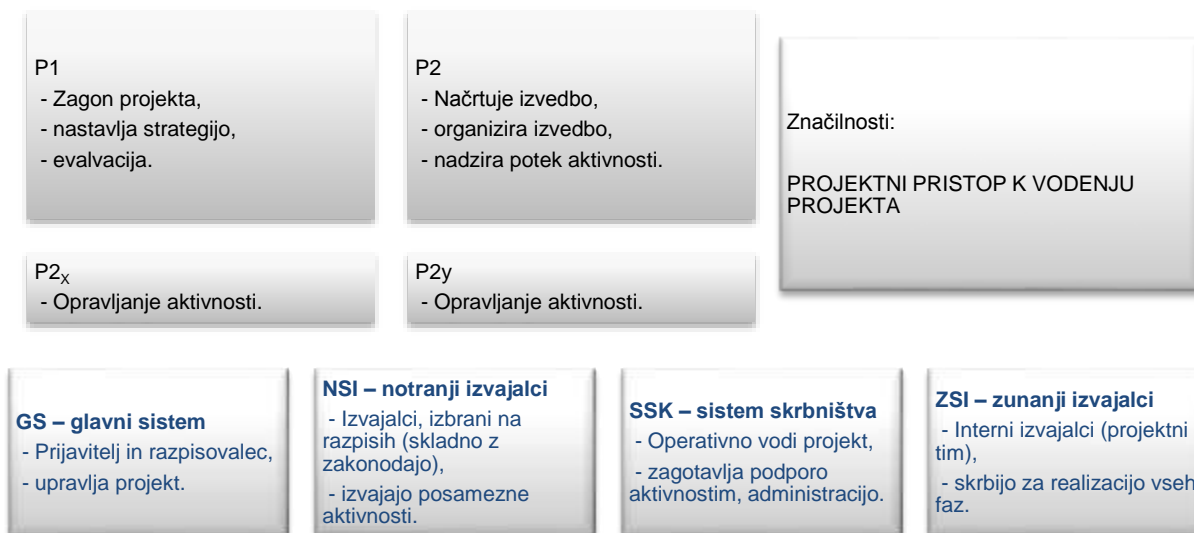 P1
- Zagon projekta,
- nastavlja strategijo,
- evalvacija.
P2
- Načrtuje izvedbo,
- organizira izvedbo,
- nadzira potek aktivnosti.
Značilnosti:
PROJEKTNI PRISTOP K VODENJU
PROJEKTA
P2x
- Opravljanje aktivnosti.
P2y
- Opravljanje aktivnosti.
GS – glavni sistem
- Prijavitelj in razpisovalec,
- upravlja projekt.
NSI – notranji izvajalci
- Izvajalci, izbrani na
razpisih (skladno z
zakonodajo),
- izvajajo posamezne
aktivnosti.
SSK – sistem skrbništva
- Operativno vodi projekt,
- zagotavlja podporo
aktivnostim, administracijo.
ZSI – zunanji izvajalci
- Interni izvajalci (projektni
tim),
- skrbijo za realizacijo vseh
faz.